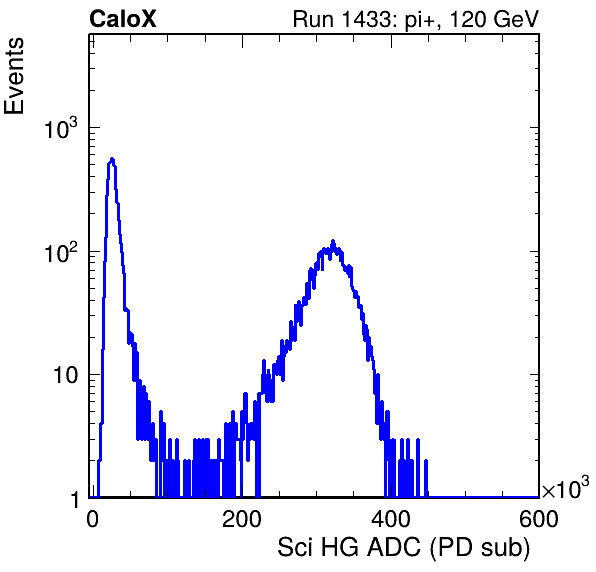 CaloX
Run 1433: pi+, 120 GeV
Events
10³
10²
10
1
×10³
0
200
400
600
Sci HG ADC (PD sub)